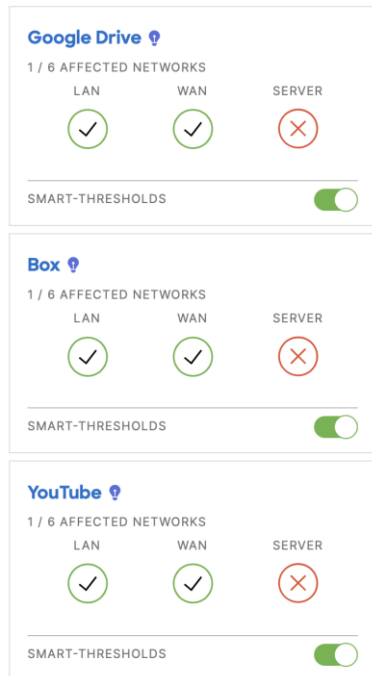 Google Drive
1 / 6 AFFECTED NETWORKS
LAN WAN SERVER
SMART-THRESHOLDS
Box
1 / 6 AFFECTED NETWORKS
LAN WAN SERVER
SMART-THRESHOLDS
YouTube
1 / 6 AFFECTED NETWORKS
LAN WAN SERVER
SMART-THRESHOLDS